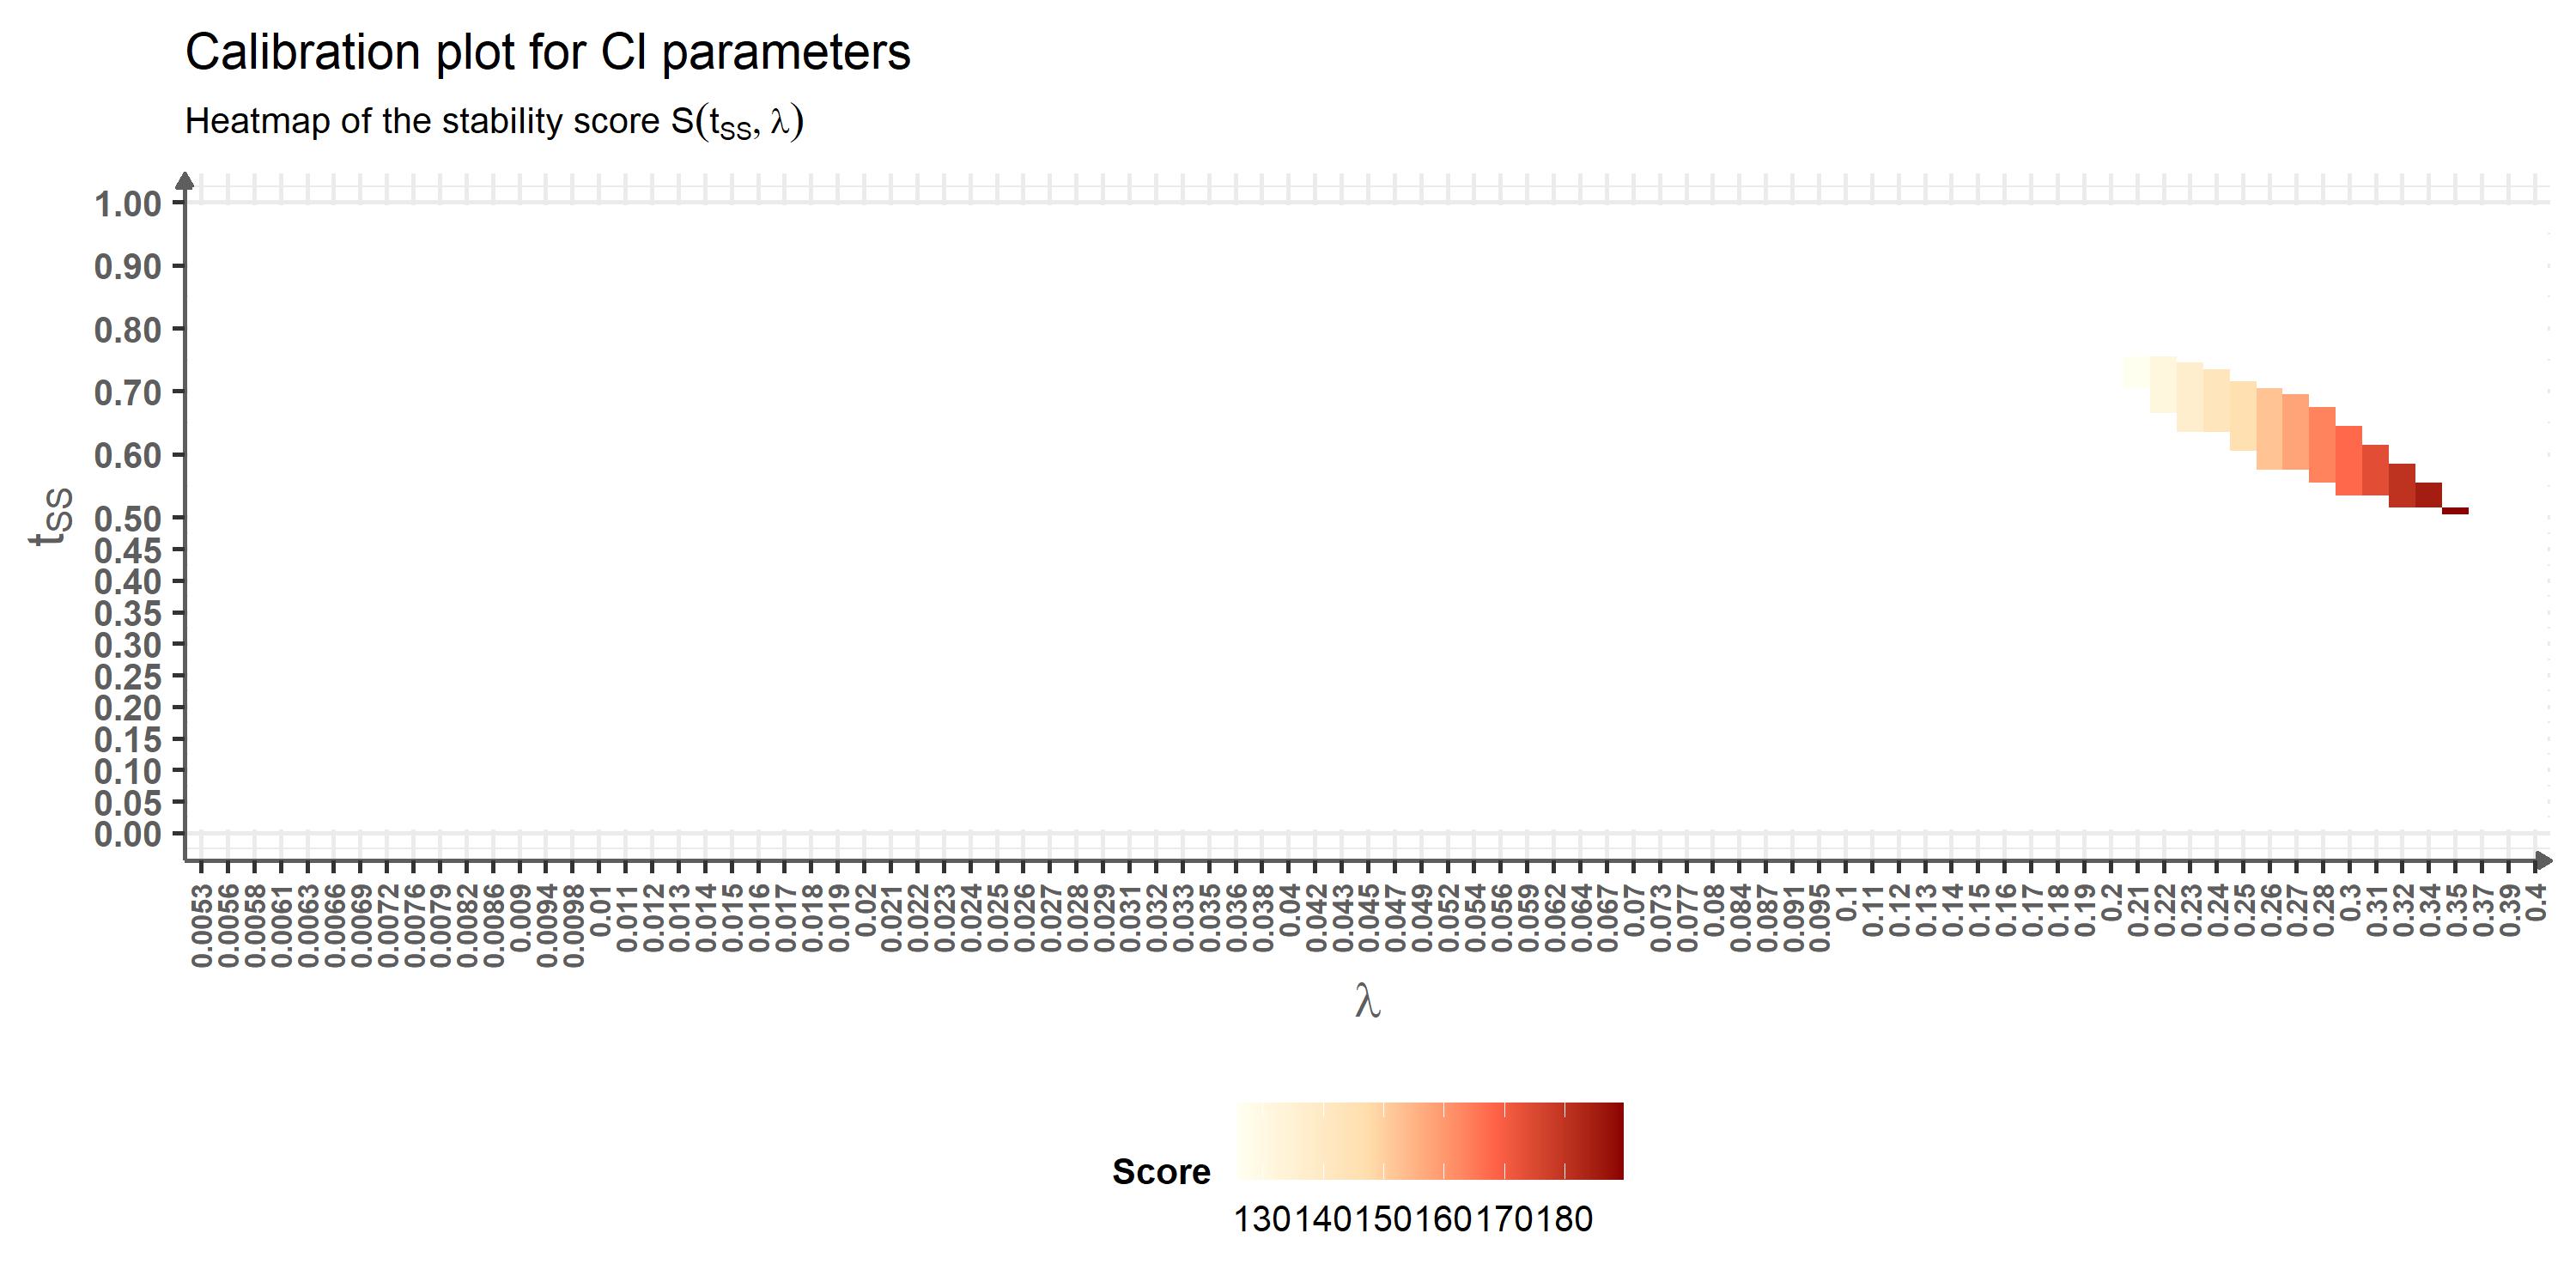 Calibration plot for CI parameters
Heatmap of the stability score S(tSS, λ)
1.00
0.90
0.80
0.70
0.60
0.50
0.45
0.40
0.35
0.30
0.25
0.20
0.15
0.10
0.05
0.00
tSS
0.0053 0.0056 0.0058 0.0061 0.0063 0.0066 0.0069 0.0072 0.0076 0.0079 0.0082 0.0086 0.009 0.0094 0.0098 0.01 0.011 0.012 0.013 0.014 0.015 0.016 0.017 0.018 0.019 0.02 0.021 0.022 0.023 0.024 0.025 0.026 0.027 0.028 0.029 0.031 0.032 0.033 0.035 0.036 0.038 0.04 0.042 0.043 0.045 0.047 0.049 0.052 0.054 0.056 0.059 0.062 0.064 0.067 0.07 0.073 0.077 0.08 0.084 0.087 0.091 0.095 0.1 0.11 0.12 0.13 0.14 0.15 0.16 0.17 0.18 0.19 0.2 0.21 0.22 0.23 0.24 0.25 0.26 0.27 0.28 0.3 0.31 0.32 0.34 0.35 0.37 0.39 0.4
λ
Score
130 140 150 160 170 180